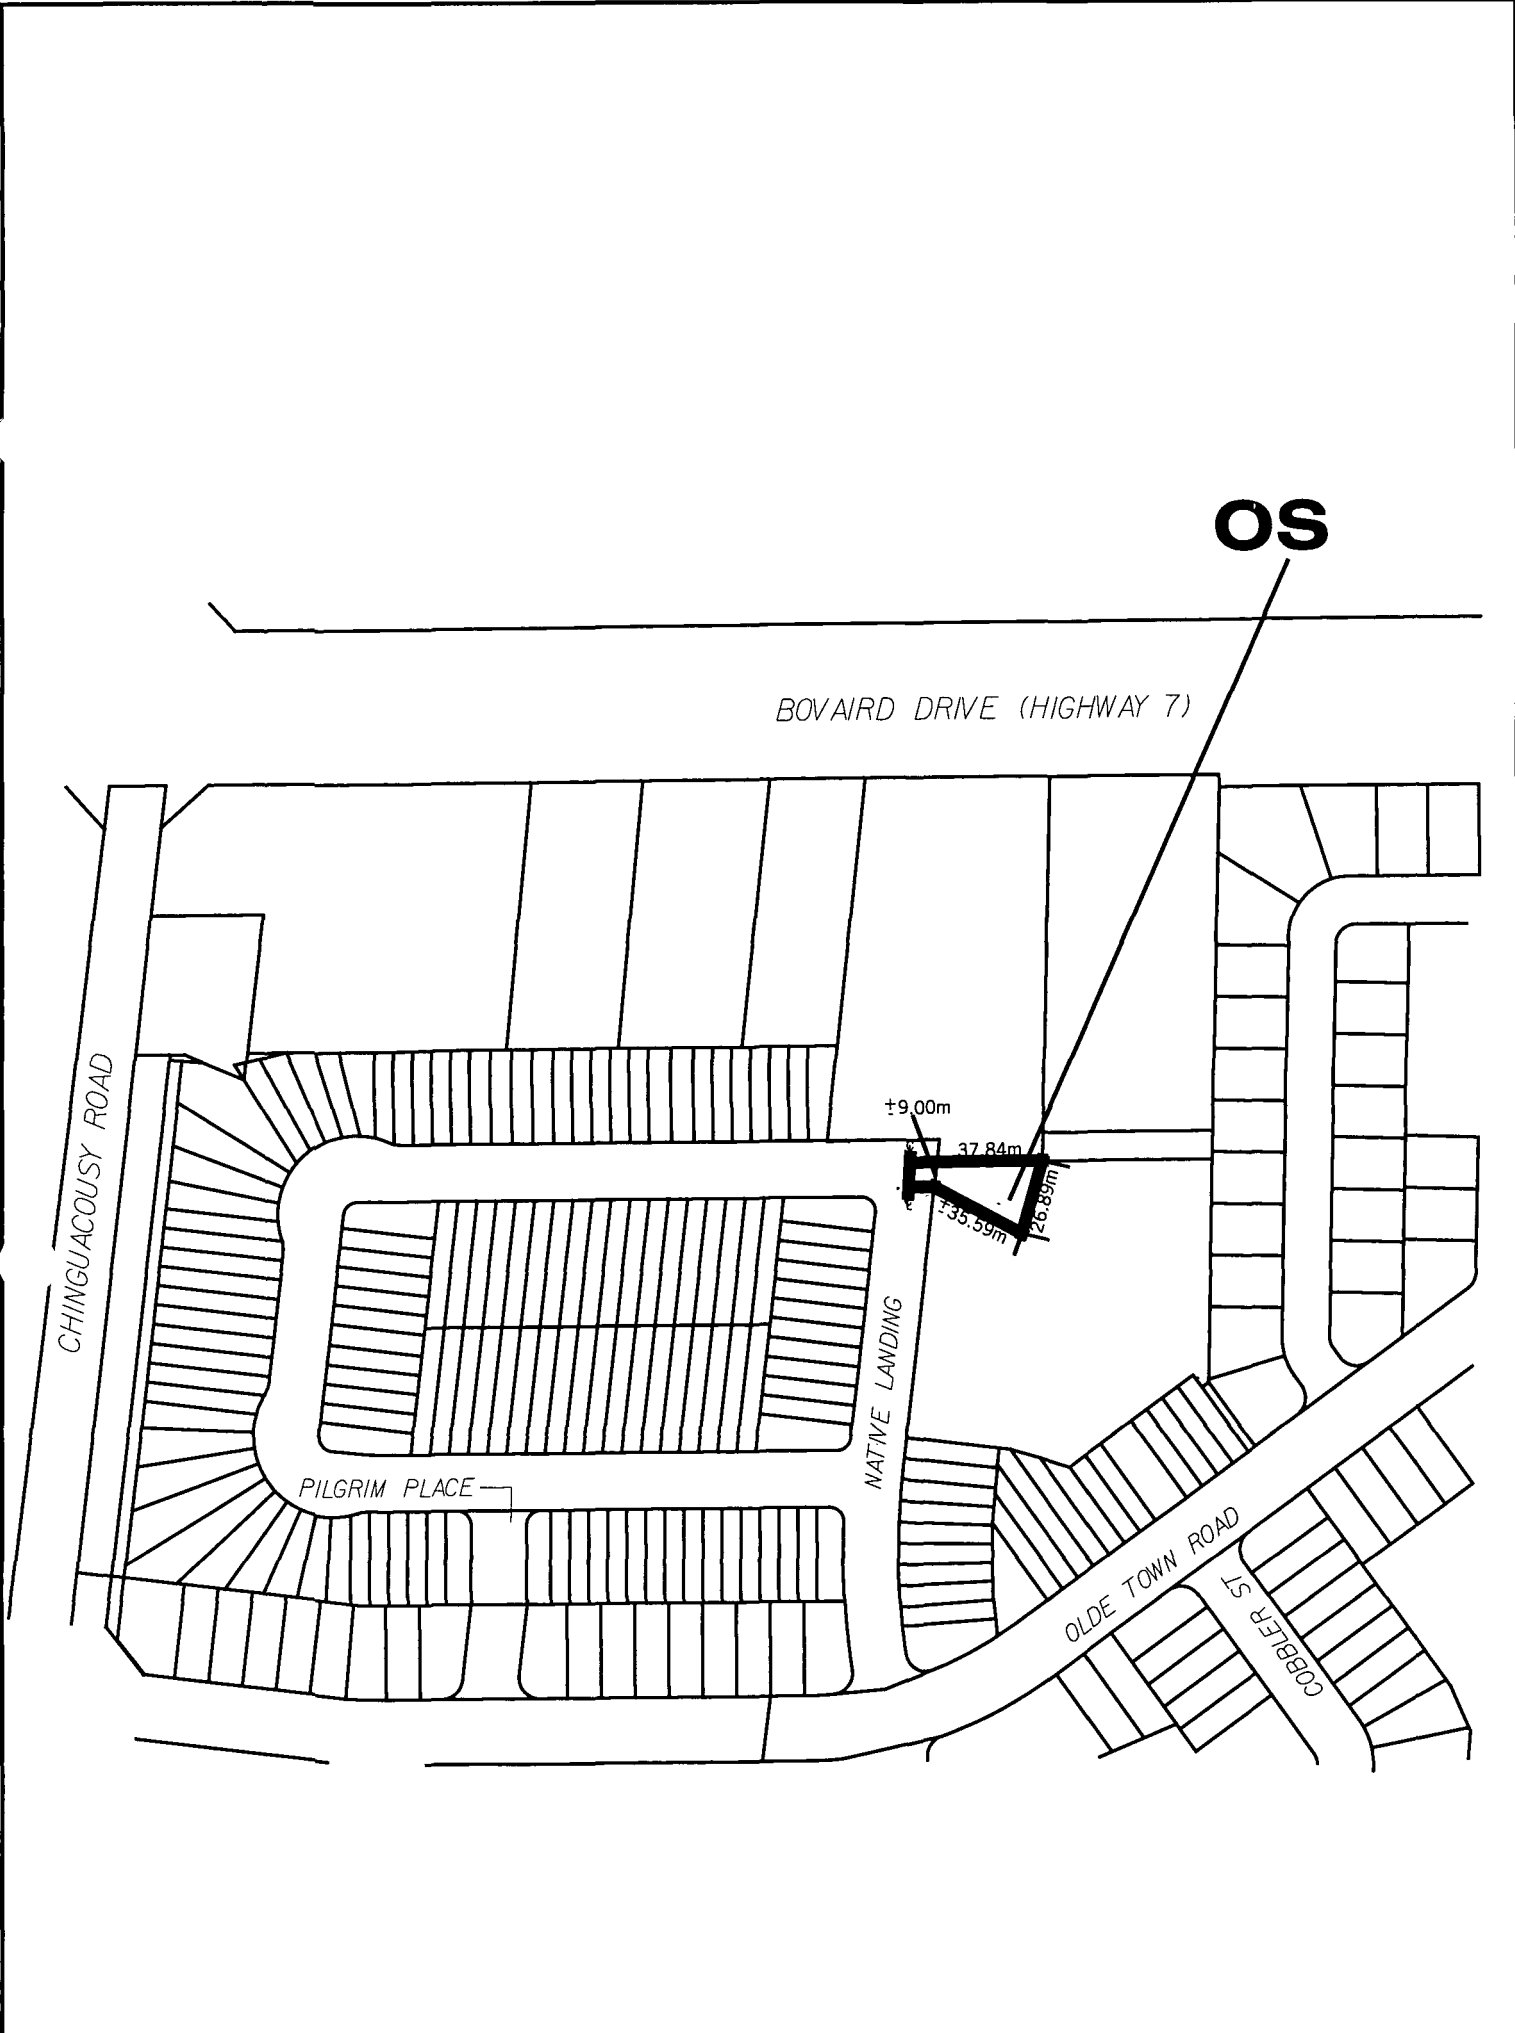 OS
BOVAIRD DRIVE (HIGHWAY 7)
CHINGUACOUSY ROAD
±9.00m
37.84m
26.89m
±35.59m
NATIVE LANDING
PILGRIM PLACE
OLDE TOWN ROAD
COBBLER ST